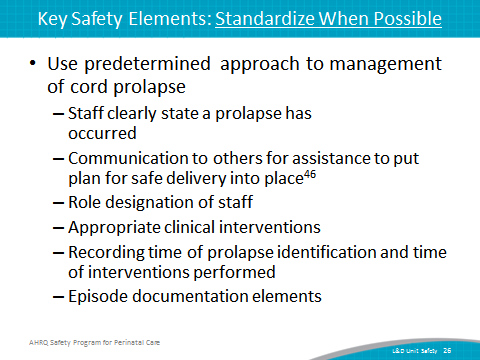 Key Safety Elements: Standardize When Possible
• Use predetermined approach to management
of cord prolapse
– Staff clearly state a prolapse has
occurred
– Communication to others for assistance to put
plan for safe delivery into place46
– Role designation of staff
– Appropriate clinical interventions
– Recording time of prolapse identification and time
of interventions performed
– Episode documentation elements
AHRQ Safety Program for Perinatal Care
L&D Unit Safety 26